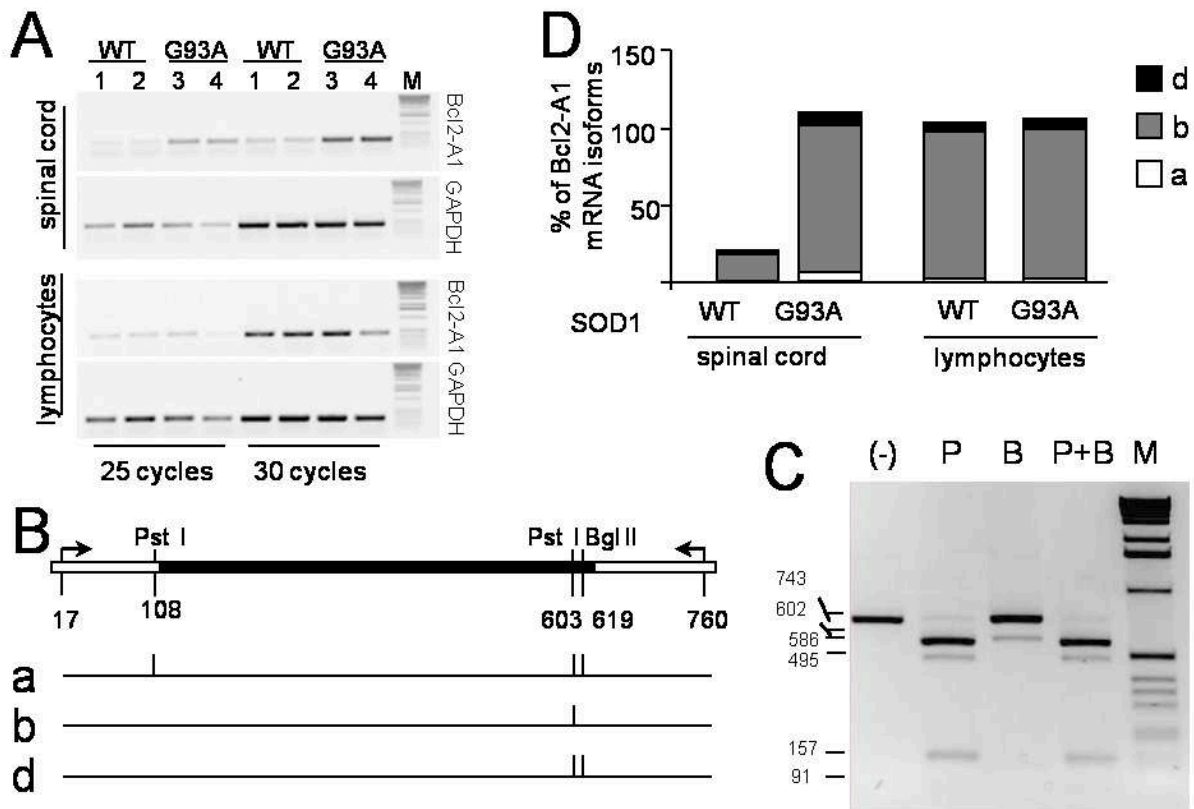 A
WT G93A WT G93A
1 2 3 4 1 2 3 4 M
spinal cord
Bcl2-A1
GAPDH
lymphocytes
Bcl2-A1
GAPDH
25 cycles 30 cycles
B
Pst I Pst I Bgl II
17 108 603 619 760
a
b
d
D
% of Bcl2-A1
mRNA isoforms
150
100
50
d
b
a
SOD1
WT G93A WT G93A
spinal cord lymphocytes
C
(-) P B P+B M
743
602
586
495
157
91